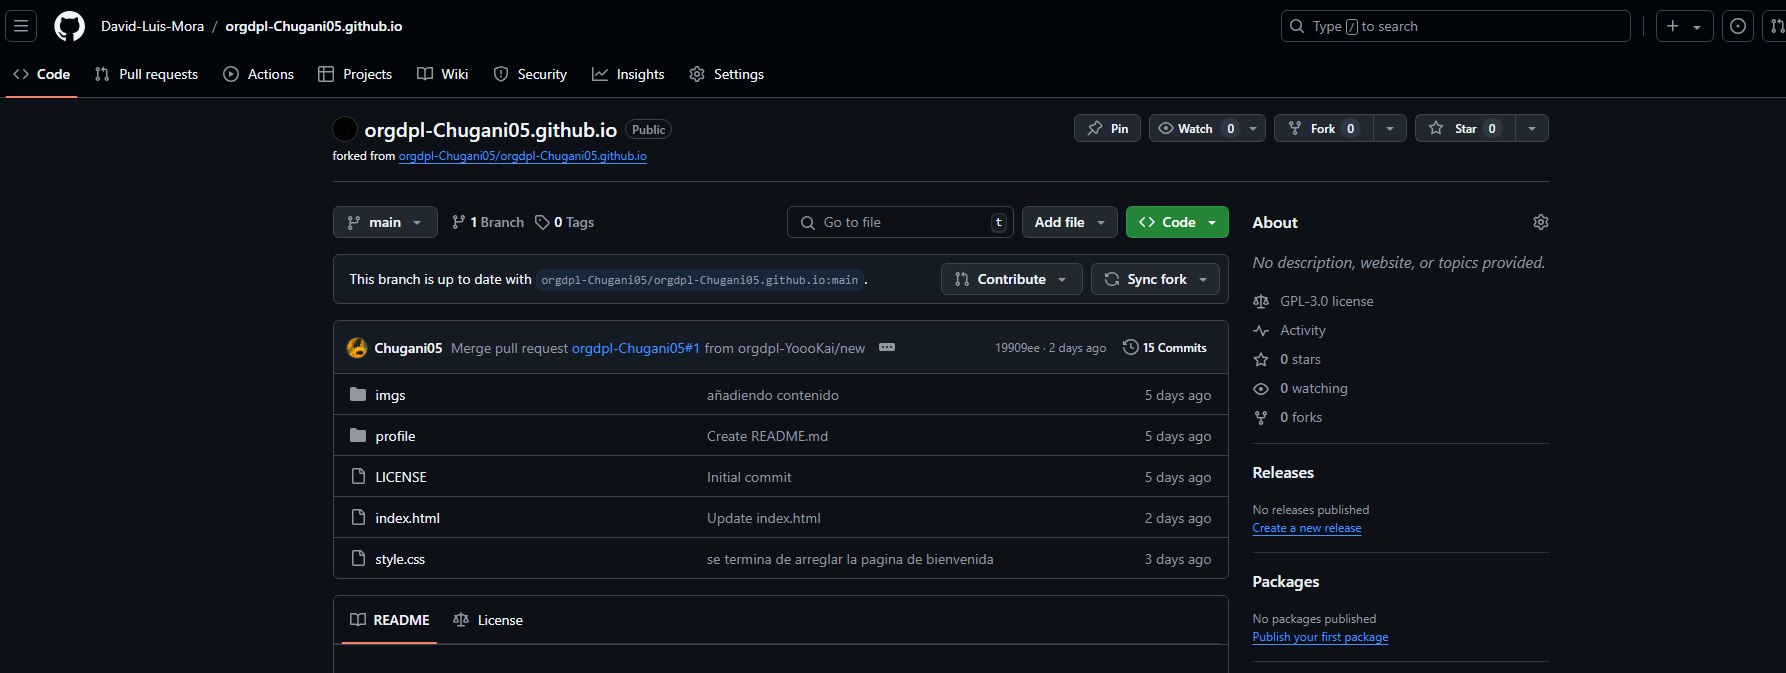 David-Luis-Mora / orgdpl-Chugani05.github.io
Type / to search
Code Pull requests Actions Projects Wiki Security Insights Settings
orgdpl-Chugani05.github.io Public
Pin Watch 0 Fork 0 Star 0
forked from orgdpl-Chugani05/orgdpl-Chugani05.github.io
main 1 Branch 0 Tags
Go to file t Add file Code
This branch is up to date with orgdpl-Chugani05/orgdpl-Chugani05.github.io:main .
Contribute Sync fork
Chugani05 Merge pull request orgdpl-Chugani05#1 from orgdpl-YoooKai/new 19909ee · 2 days ago 15 Commits
imgs añadiendo contenido 5 days ago
profile Create README.md 5 days ago
LICENSE Initial commit 5 days ago
index.html Update index.html 2 days ago
style.css se termina de arreglar la pagina de bienvenida 3 days ago
README License
About
No description, website, or topics provided.
GPL-3.0 license
Activity
0 stars
0 watching
0 forks
Releases
No releases published
Create a new release
Packages
No packages published
Publish your first package